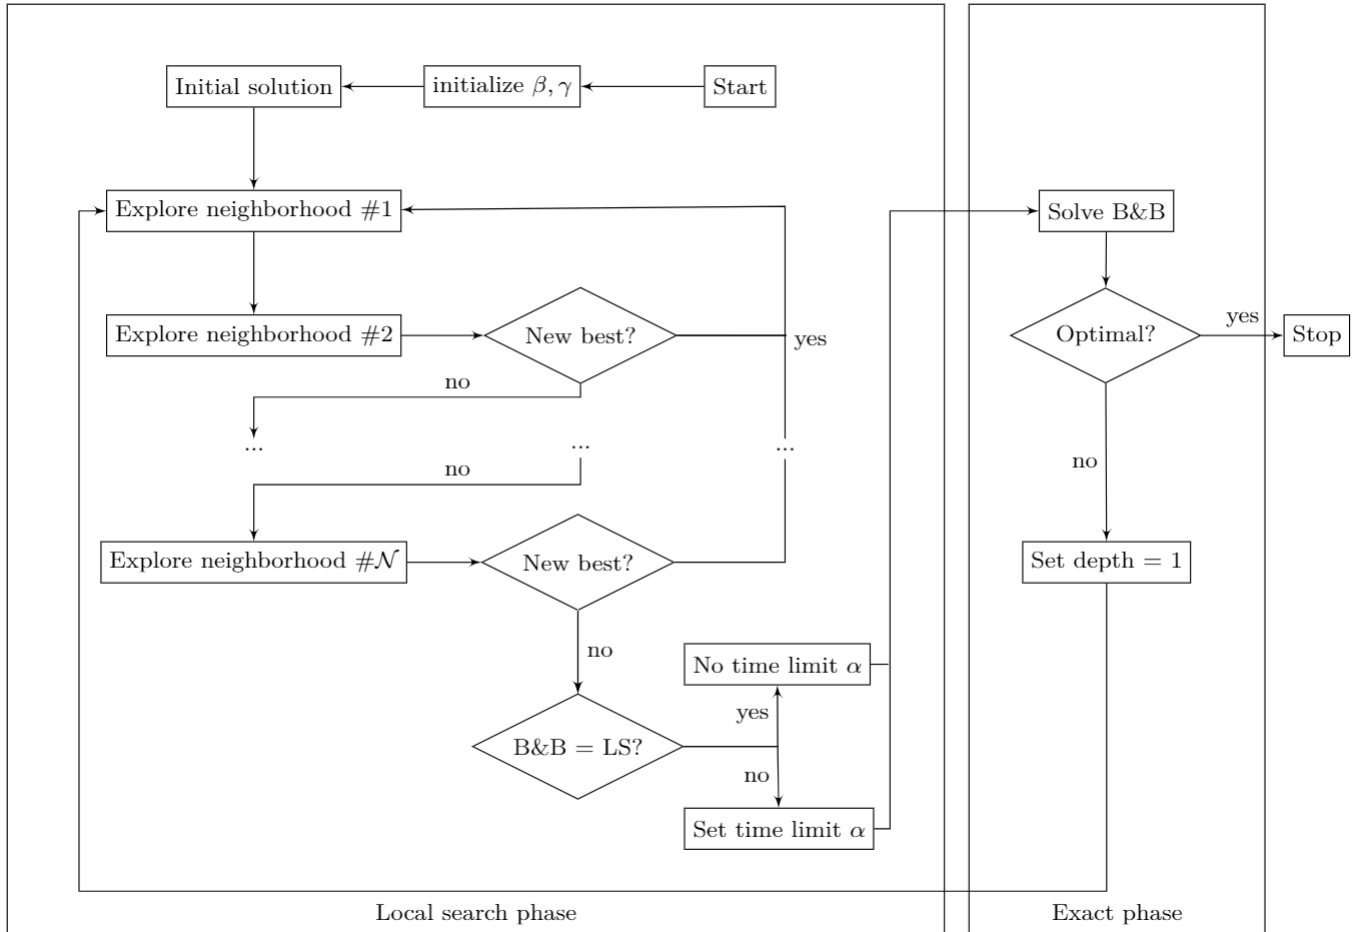 Initial solution
initialize β, γ
Start
Explore neighborhood #1
Solve B&B
Explore neighborhood #2
New best?
yes
Optimal?
yes
Stop
no
...
...
...
no
no
Explore neighborhood #𝒩
New best?
Set depth = 1
no
No time limit α
yes
B&B = LS?
no
Set time limit α
Local search phase
Exact phase